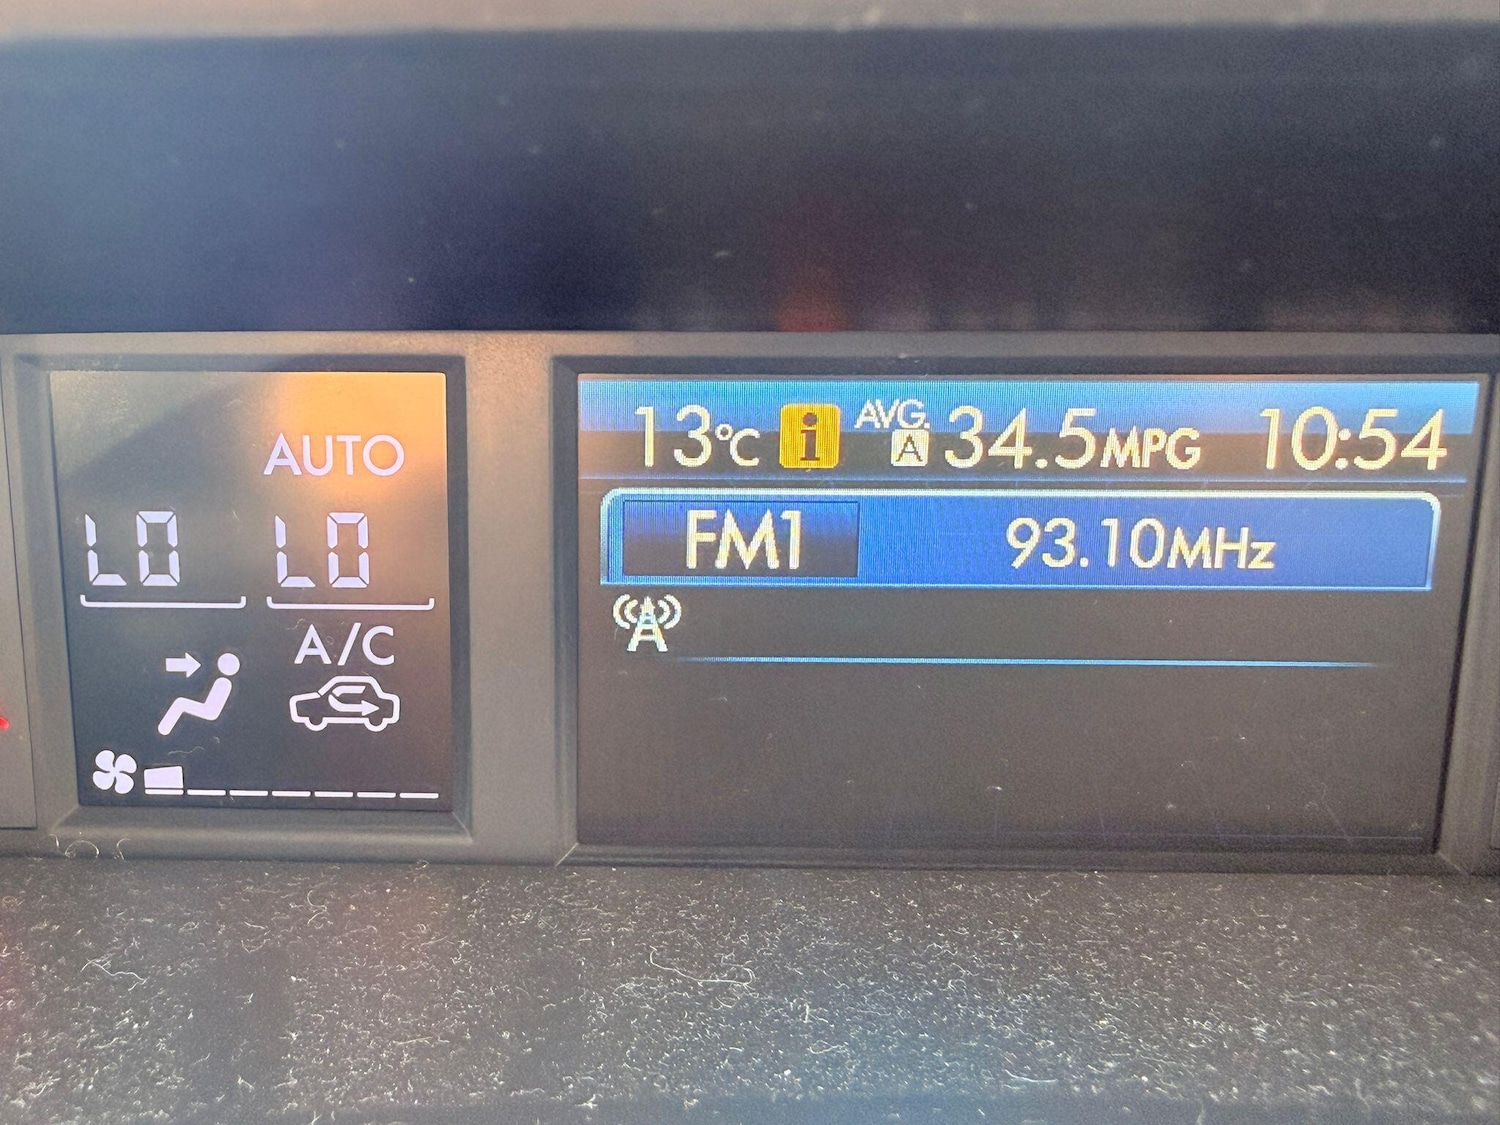 AUTO
LO LO
A/C
13°C i AVG. A 34.5MPG 10:54
FM1 93.10MHz